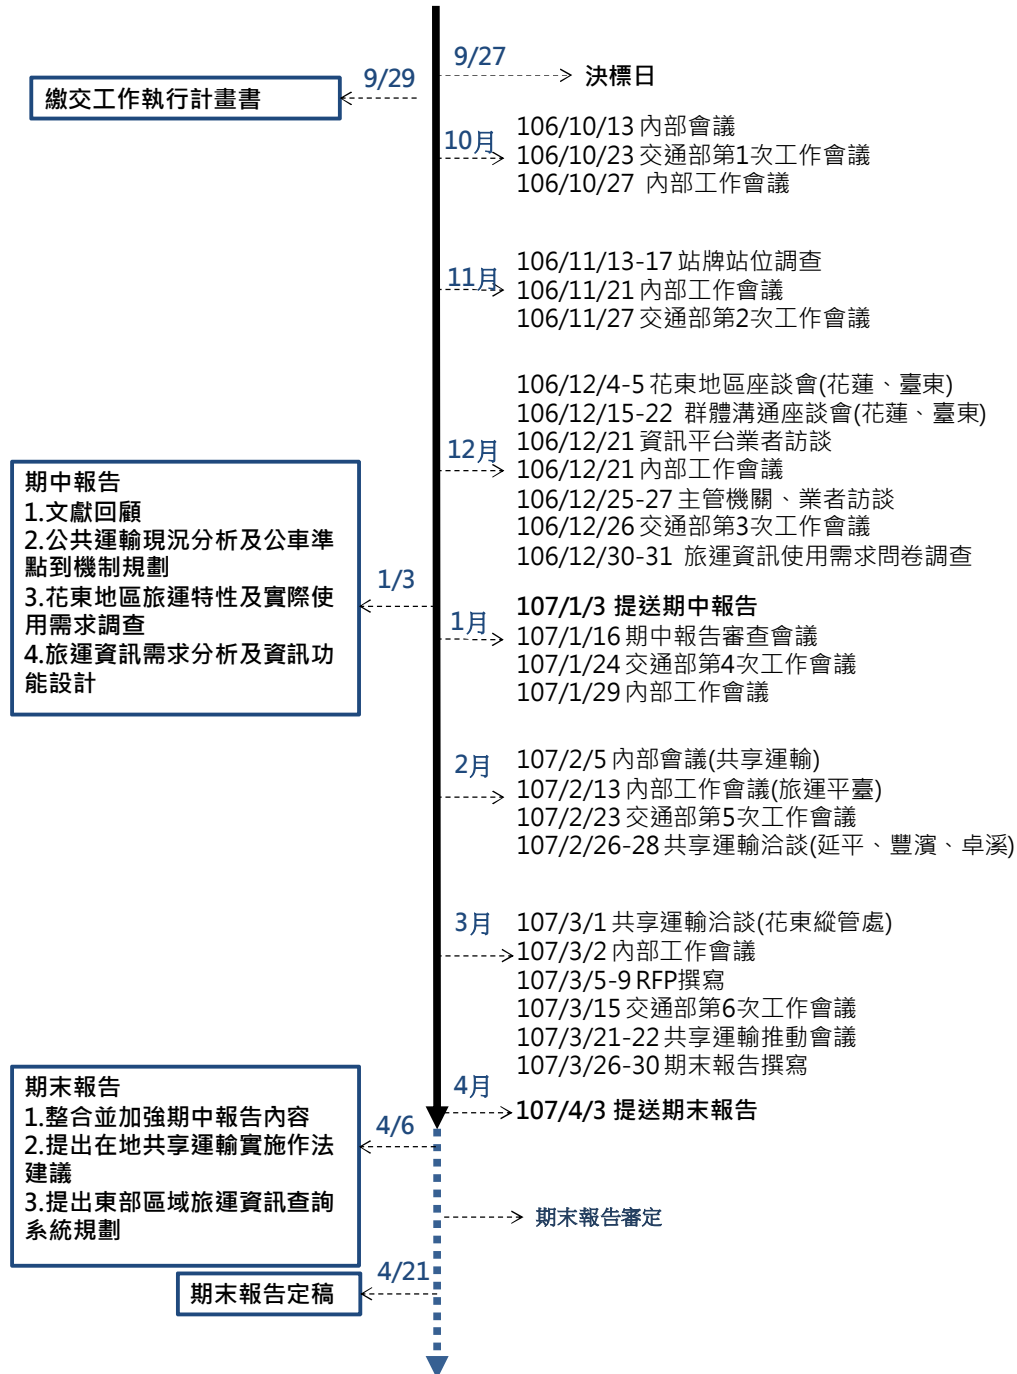 9/27
決標日
9/29
繳交工作執行計畫書
10月
106/10/13 內部會議
106/10/23 交通部第1次工作會議
106/10/27 內部工作會議
11月
106/11/13-17 站牌站位調查
106/11/21 內部工作會議
106/11/27 交通部第2次工作會議
12月
106/12/4-5 花東地區座談會(花蓮、臺東)
106/12/15-22 群體溝通座談會(花蓮、臺東)
106/12/21 資訊平台業者訪談
106/12/21 內部工作會議
106/12/25-27 主管機關、業者訪談
106/12/26 交通部第3次工作會議
106/12/30-31 旅運資訊使用需求問卷調查
期中報告
1.文獻回顧
2.公共運輸現況分析及公車準
點到機制規劃
3.花東地區旅運特性及實際使
用需求調查
4.旅運資訊需求分析及資訊功
能設計
1/3
1月
107/1/3 提送期中報告
107/1/16 期中報告審查會議
107/1/24 交通部第4次工作會議
107/1/29 內部工作會議
2月
107/2/5 內部會議(共享運輸)
107/2/13 內部工作會議(旅運平臺)
107/2/23 交通部第5次工作會議
107/2/26-28 共享運輸洽談(延平、豐濱、卓溪)
3月
107/3/1 共享運輸洽談(花東縱管處)
107/3/2 內部工作會議
107/3/5-9 RFP撰寫
107/3/15 交通部第6次工作會議
107/3/21-22 共享運輸推動會議
107/3/26-30 期末報告撰寫
4月
107/4/3 提送期末報告
期末報告
1.整合並加強期中報告內容
2.提出在地共享運輸實施作法
建議
3.提出東部區域旅運資訊查詢
系統規劃
4/6
期末報告審定
4/21
期末報告定稿